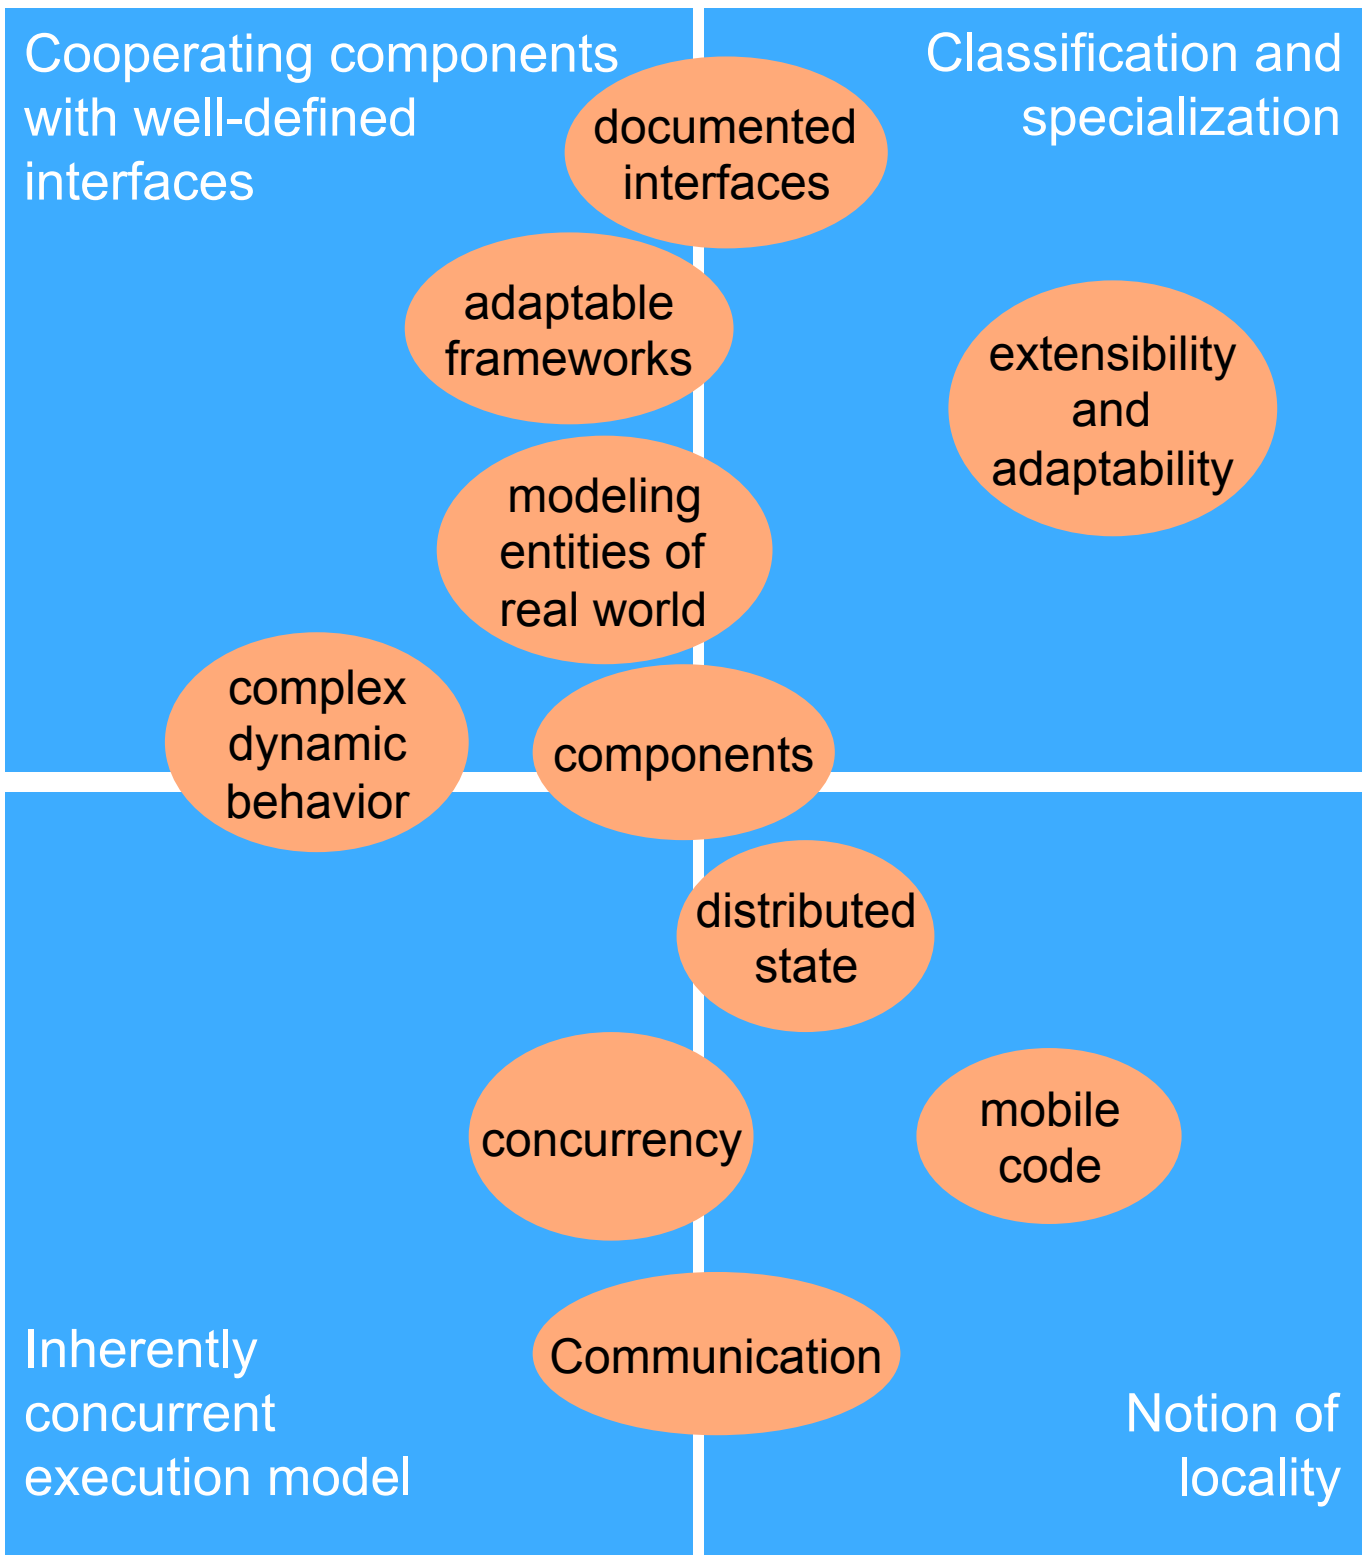 Cooperating components
with well-defined
interfaces
Classification and
specialization
documented
interfaces
adaptable
frameworks
extensibility
and
adaptability
modeling
entities of
real world
complex
dynamic
behavior
components
distributed
state
concurrency
mobile
code
Communication
Inherently
concurrent
execution model
Notion of
locality